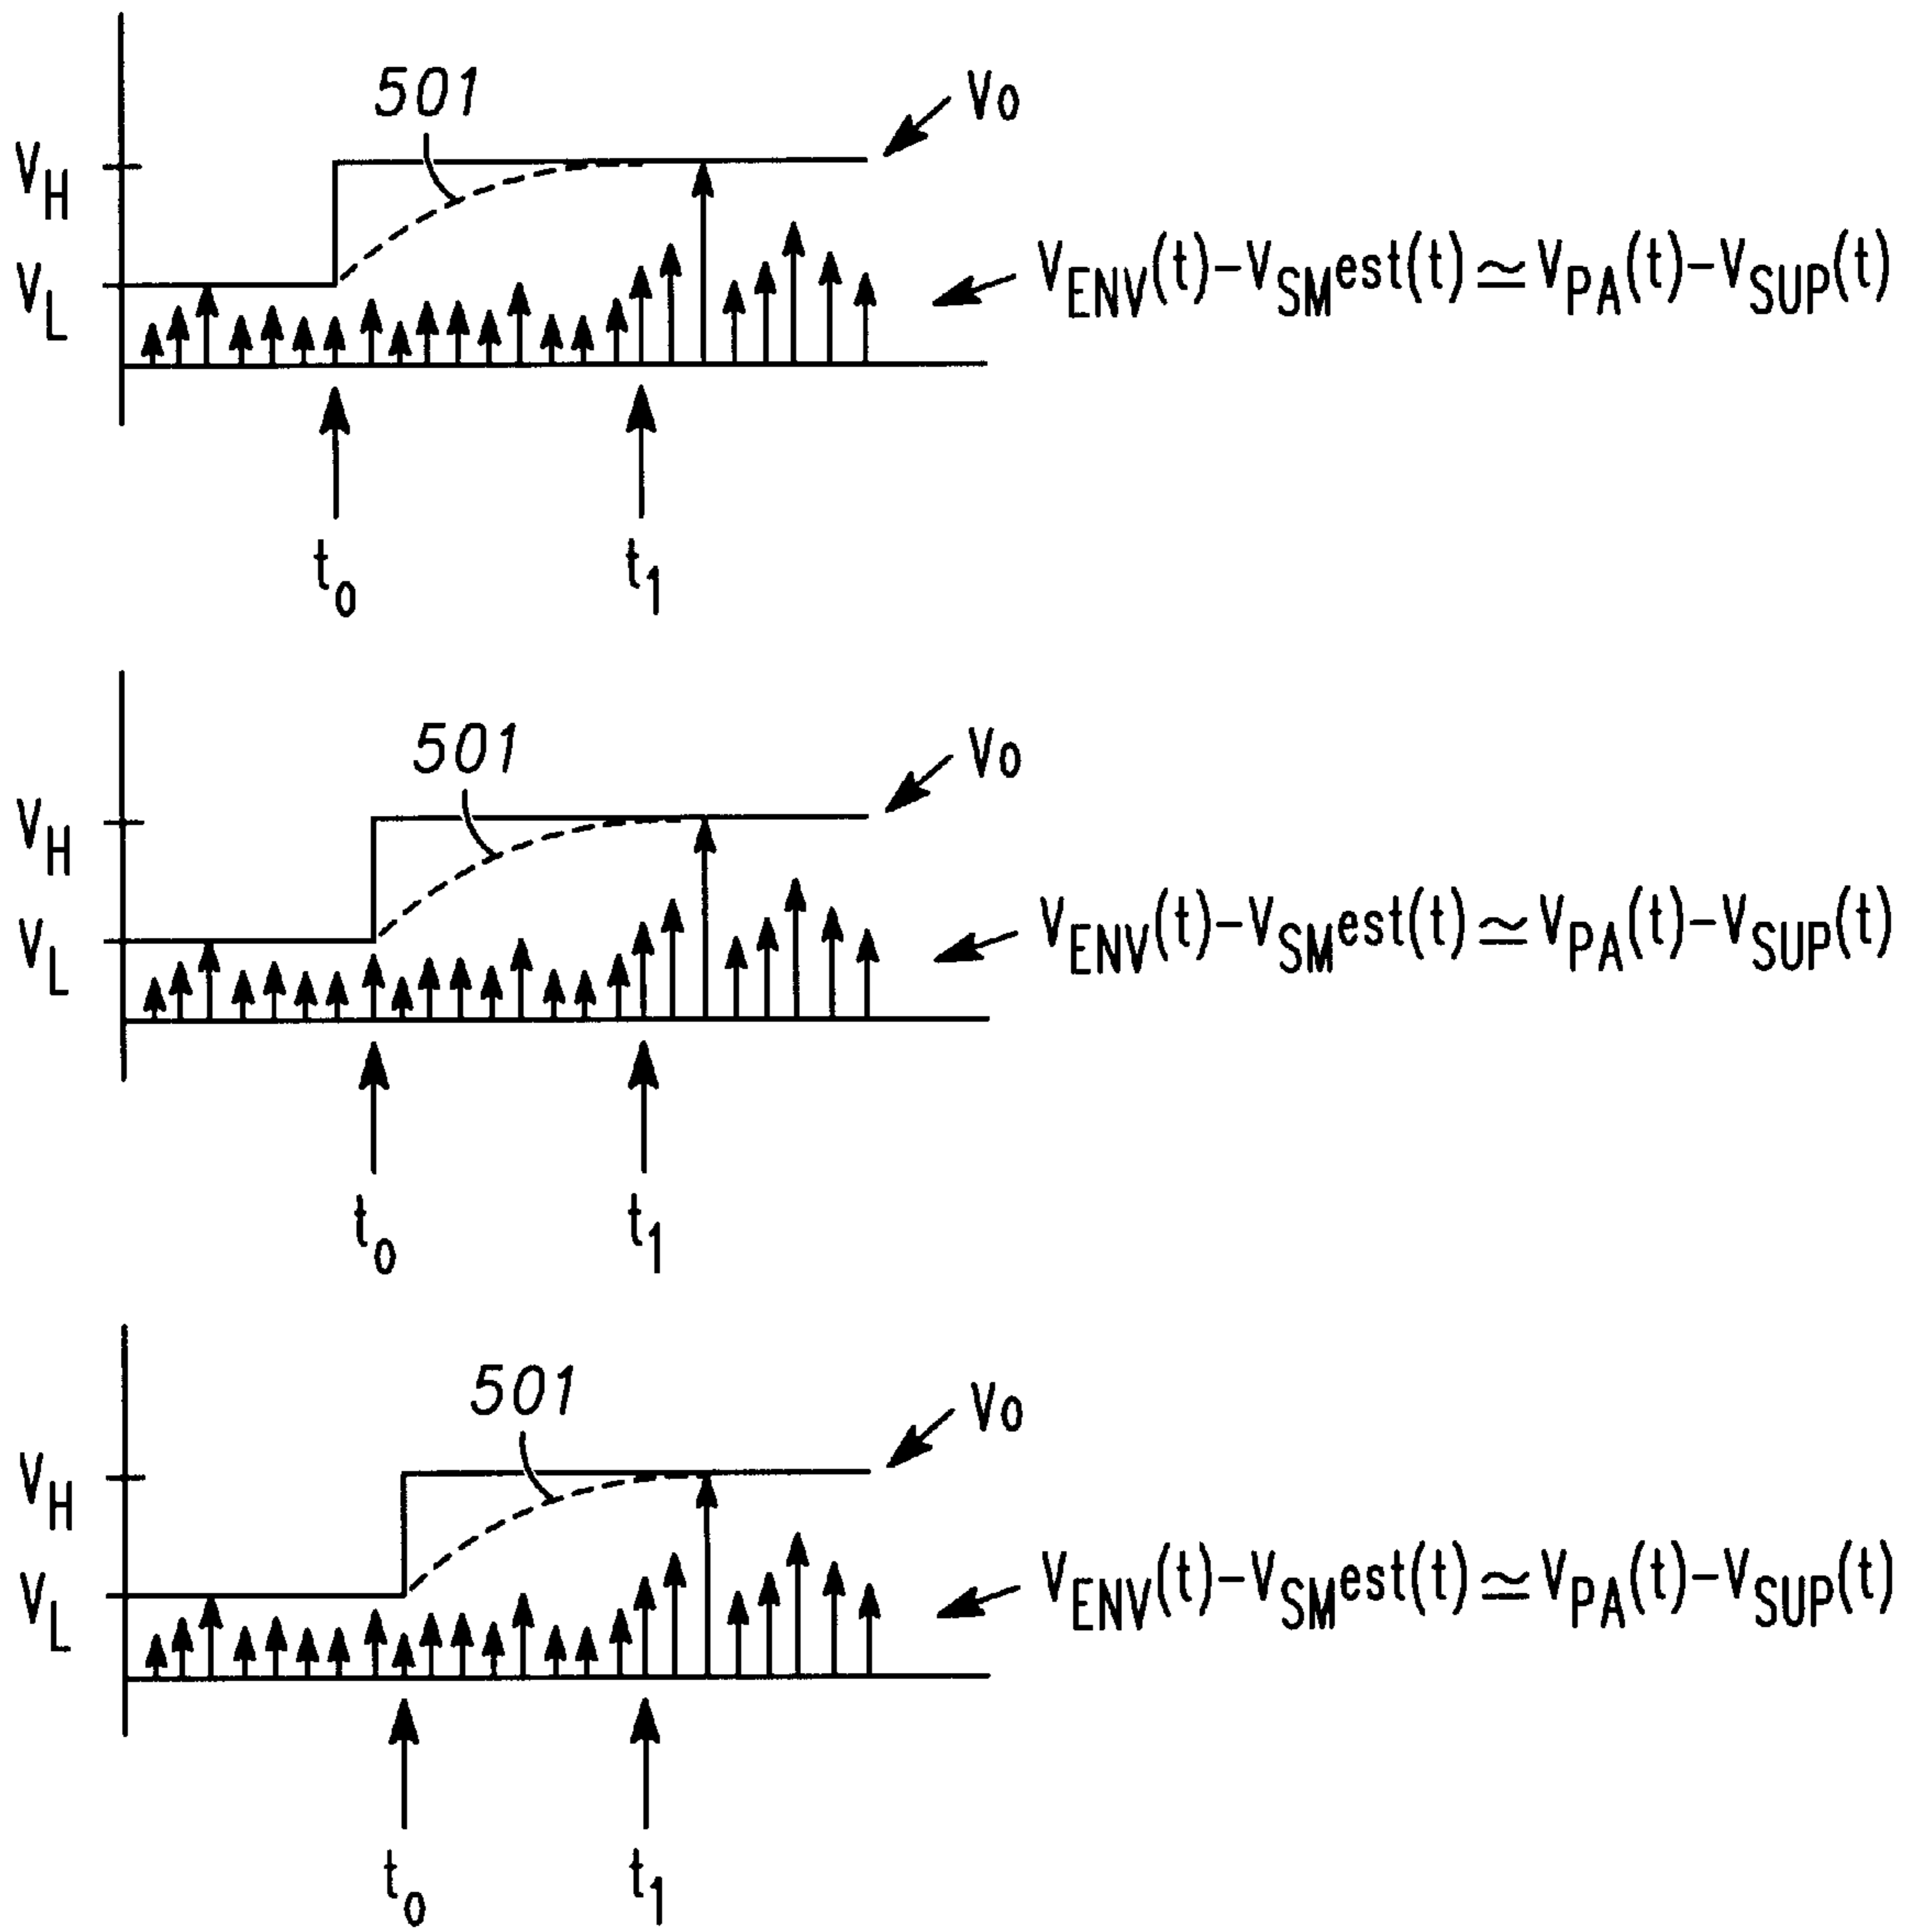 501
Vo
VH
VL
VENV(t)-VSMest(t)≃VPA(t)-VSUP(t)
t0
t1
501
Vo
VH
VL
VENV(t)-VSMest(t)≃VPA(t)-VSUP(t)
t0
t1
501
Vo
VH
VL
VENV(t)-VSMest(t)≃VPA(t)-VSUP(t)
t0
t1